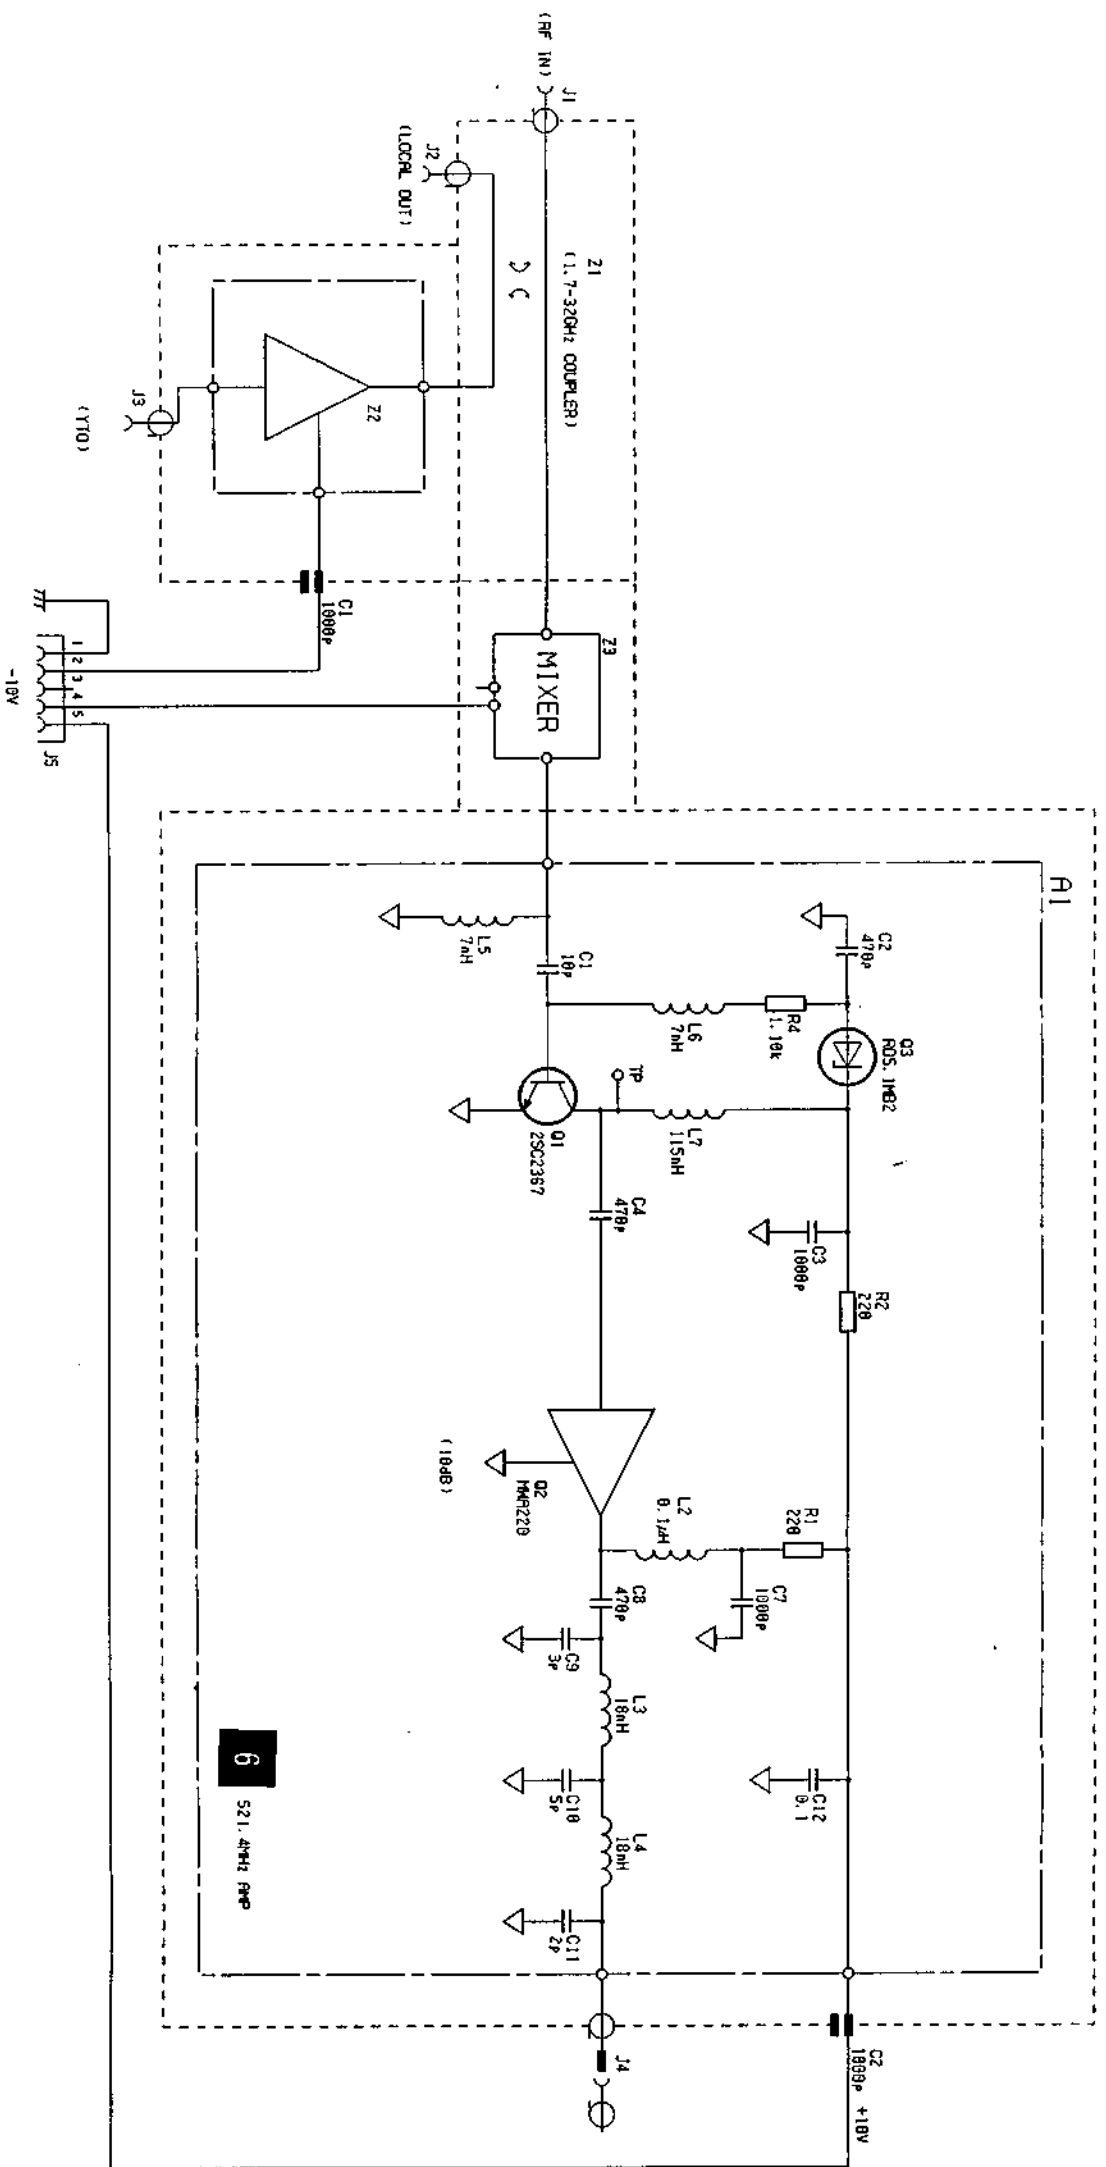 (RF IN)
J1
J2
(LOCAL OUT)
Z1
(1.7-32GHz COUPLER)
Z2
J3
(YTO)
C1
1000P
Z3
MIXER
1
2
3
4
5
J5
-10V
A1
L5
7nH
C1
10P
C2
470P
R4
1.10k
L6
7nH
Q3
RD5.1MB2
TP
L7
115nH
Q1
2SC2367
C4
470P
C3
1000P
R2
220
Q2
MWA220
(10dB)
L2
0.1µH
R1
220
C7
1000P
C8
470P
C9
3P
L3
18nH
C10
5P
L4
18nH
C11
2P
C12
0.1
6
521.4MHz AMP
J4
C2
1000P
+10V